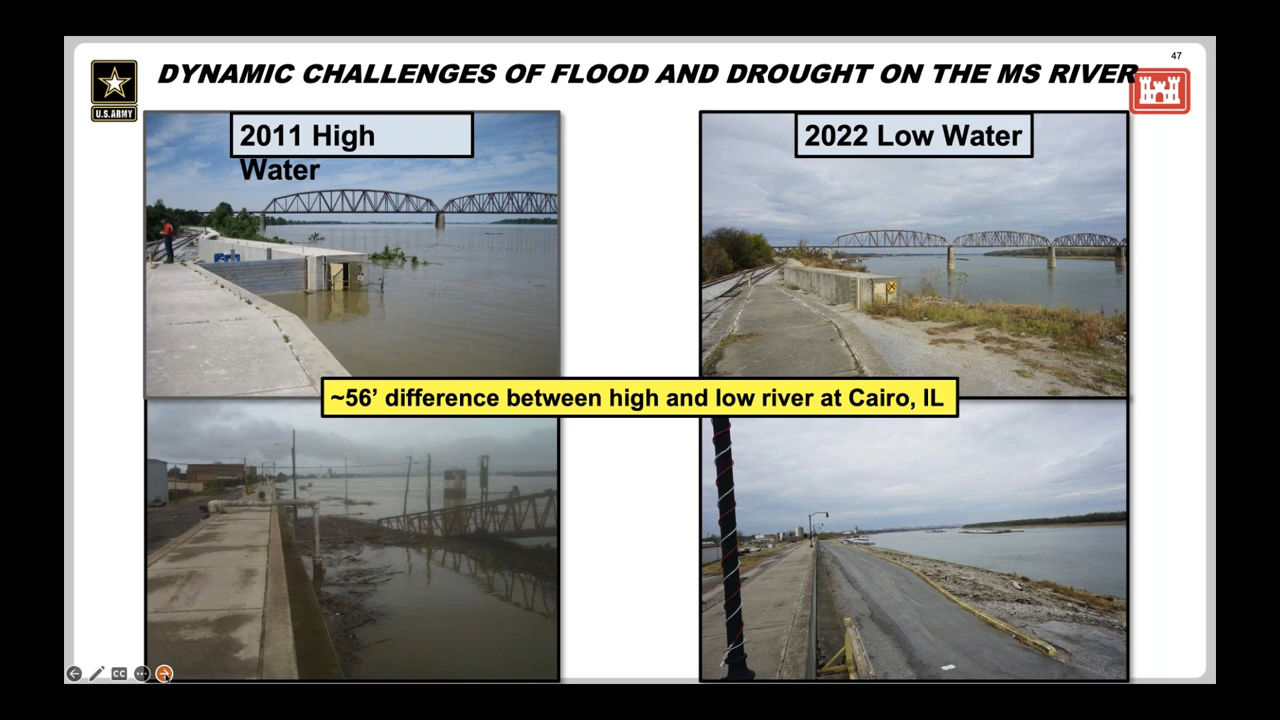 47
DYNAMIC CHALLENGES OF FLOOD AND DROUGHT ON THE MS RIVER
U.S.ARMY
2011 High
Water
2022 Low Water
~56’ difference between high and low river at Cairo, IL
CC